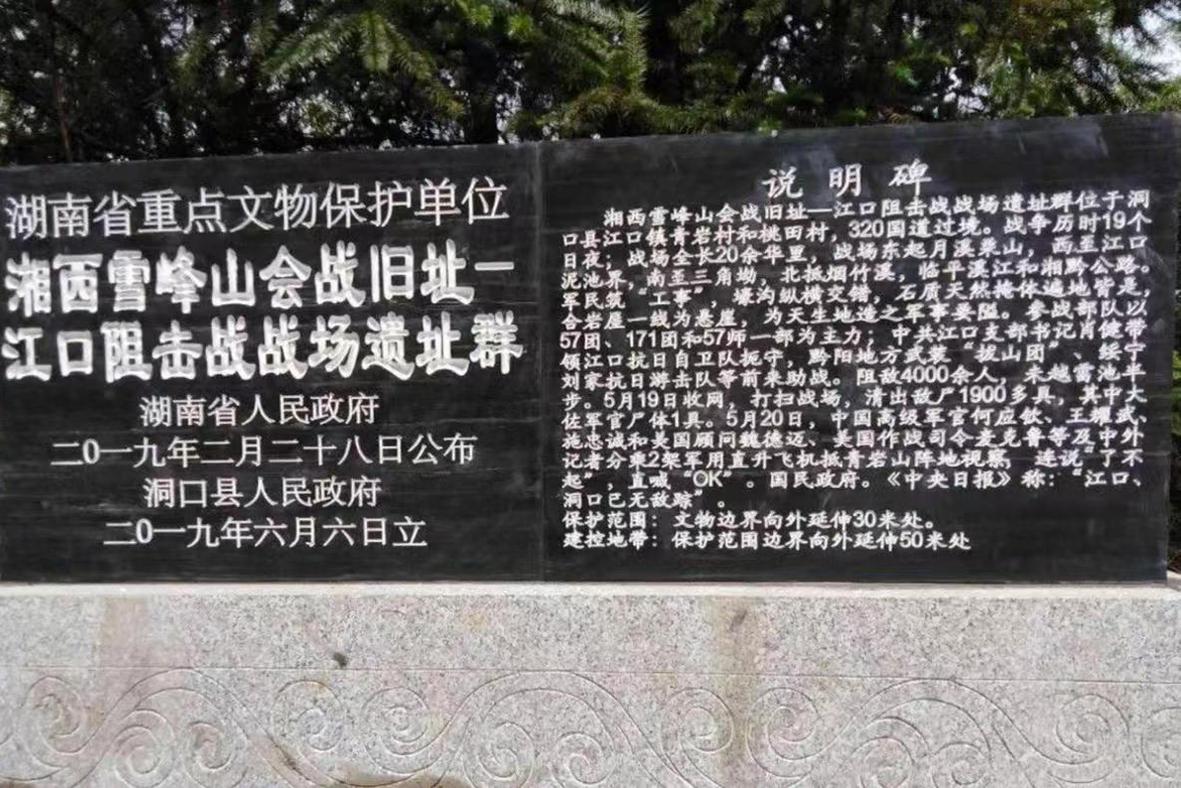 湖南省重点文物保护单位
湘西雪峰山会战旧址—
江口阻击战战场遗址群
湖南省人民政府
二0一九年二月二十八日公布
洞口县人民政府
二0一九年六月六日立
说明碑
湘西雪峰山会战旧址—江口阻击战战场遗址群位于洞
口县江口镇青岩村和桃田村，320国道过境。战争历时19个
日夜；战场全长20余华里，战场东起月溪栗山，西至江口
泥池界，南至三角坳，北抵烟竹溪，临平溪江和湘黔公路。
军民筑“工事”，壕沟纵横交错，石质天然掩体遍地皆是，
合岩屋一线为悬崖，为天生地造之军事要隘。参战部队以
57团、171团和57师一部为主力；中共江口支部书记肖健带
领江口抗日自卫队扼守，黔阳地方武装“拔山团”、绥宁
刘家抗日游击队等前来助战。阻敌4000余人，未越雷池半
步。5月19日收网，打扫战场，清出敌尸1900多具，其中大
佐军官尸体1具。5月20日，中国高级军官何应钦、王耀武、
施忠诚和美国顾问魏德迈、美国作战司令麦克鲁等及中外
记者分乘2架军用直升飞机抵青岩山阵地视察，连说“了不
起”，直喊“OK”。国民政府。《中央日报》称：“江口、
洞口已无敌踪”。
保护范围：文物边界向外延伸30米处。
建控地带：保护范围边界向外延伸50米处